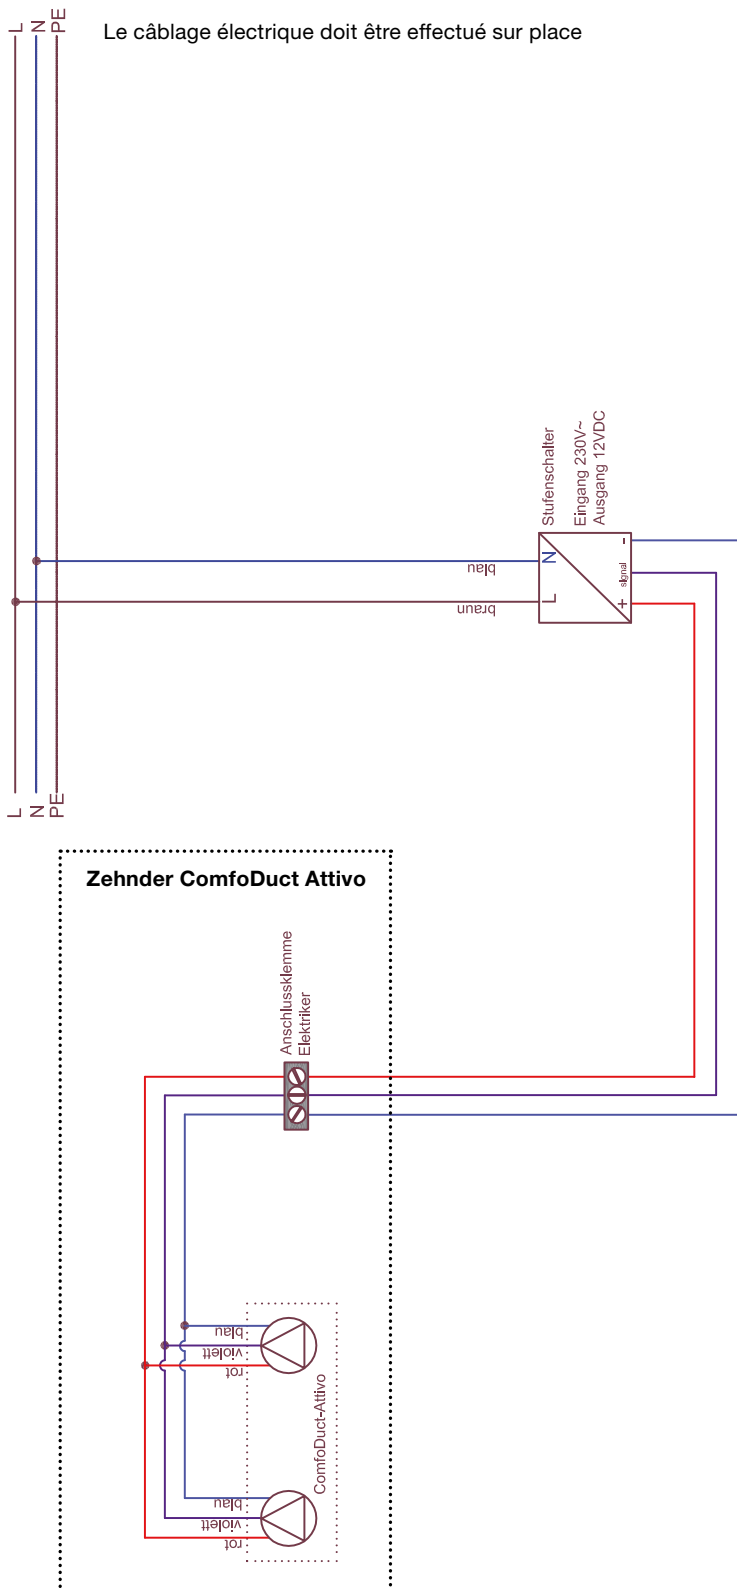 L
N
PE
Le câblage électrique doit être effectué sur place
Stufenschalter
Eingang 230V~
Ausgang 12VDC
blau
N
-
braun
L
signal
+
L
N
PE
Zehnder ComfoDuct Attivo
Anschlussklemme
Elektriker
blau
violett
rot
ComfoDuct-Attivo
blau
violett
rot